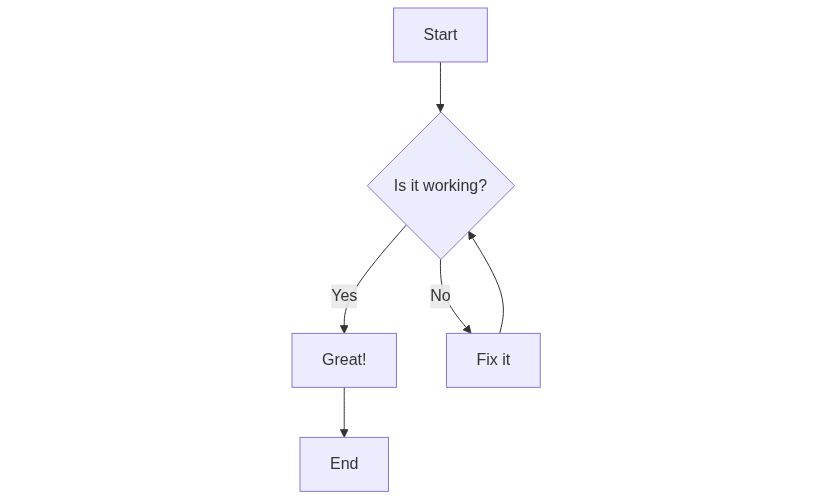 Start
Is it working?
Yes
No
Great!
Fix it
End